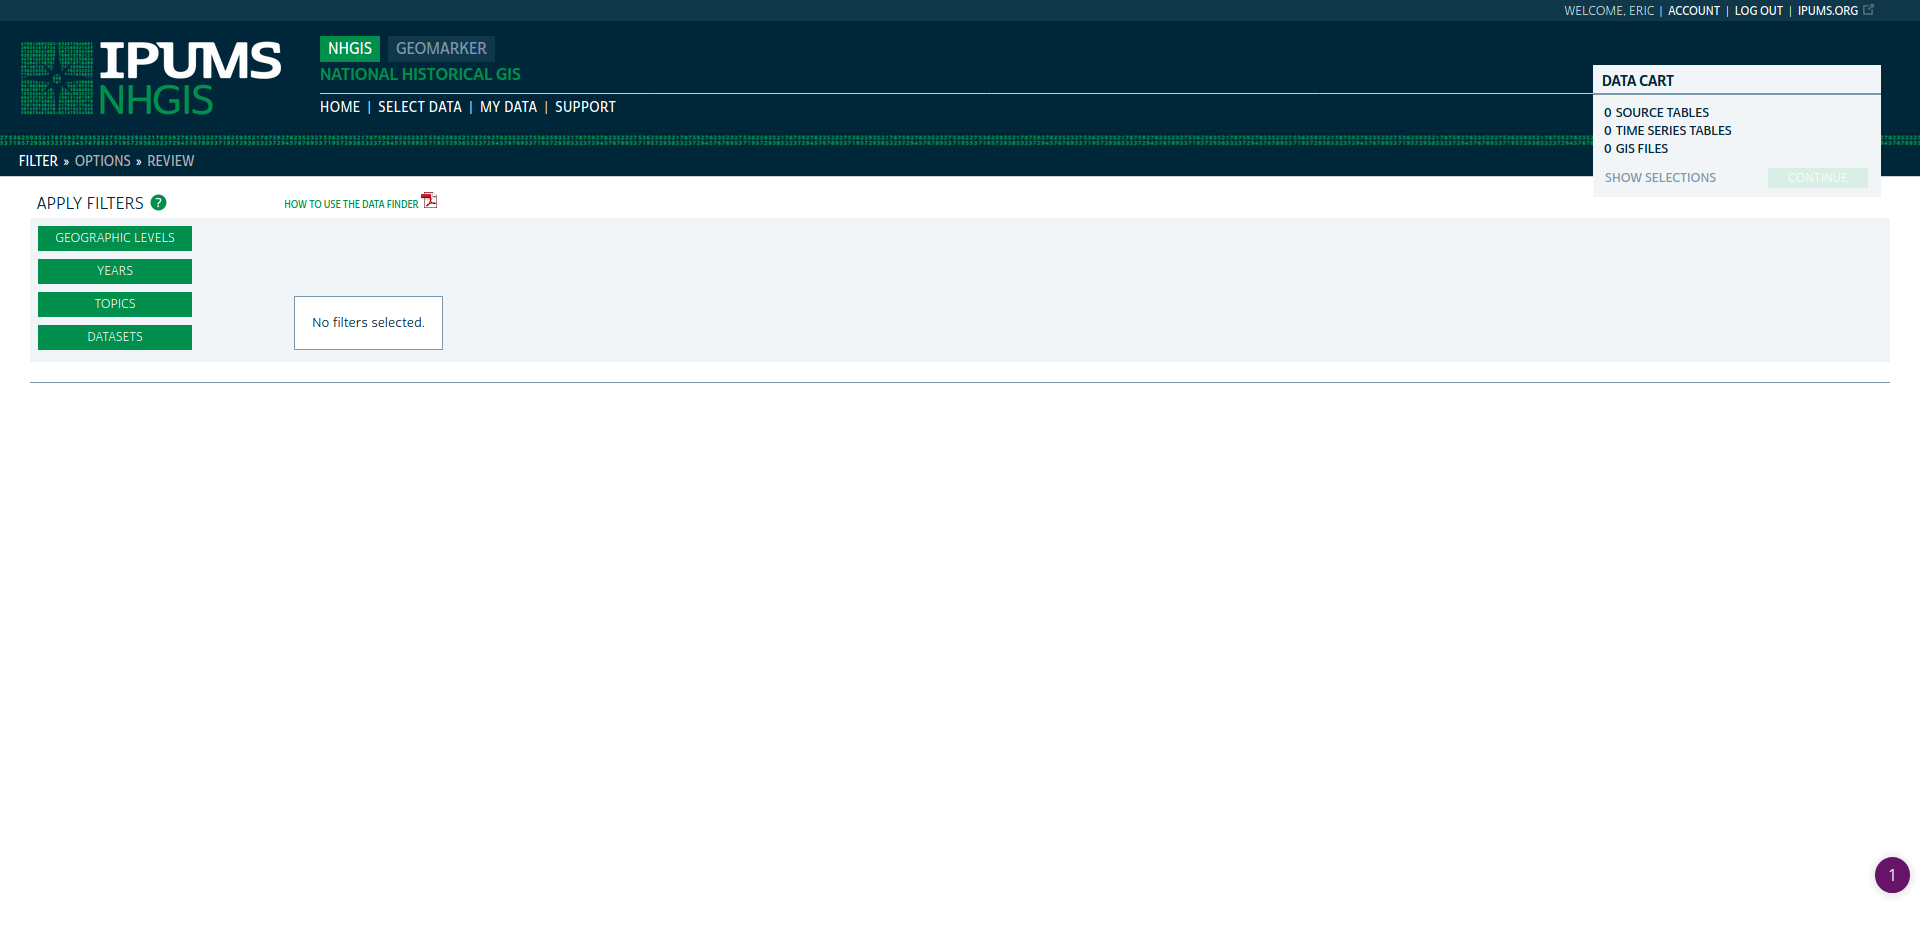 WELCOME, ERIC | ACCOUNT | LOG OUT | IPUMS.ORG
IPUMS
NHGIS
NHGIS GEOMARKER
NATIONAL HISTORICAL GIS
HOME | SELECT DATA | MY DATA | SUPPORT
DATA CART
0 SOURCE TABLES
0 TIME SERIES TABLES
0 GIS FILES
SHOW SELECTIONS CONTINUE
FILTER » OPTIONS » REVIEW
APPLY FILTERS ? HOW TO USE THE DATA FINDER
GEOGRAPHIC LEVELS
YEARS
TOPICS
DATASETS
No filters selected.
1